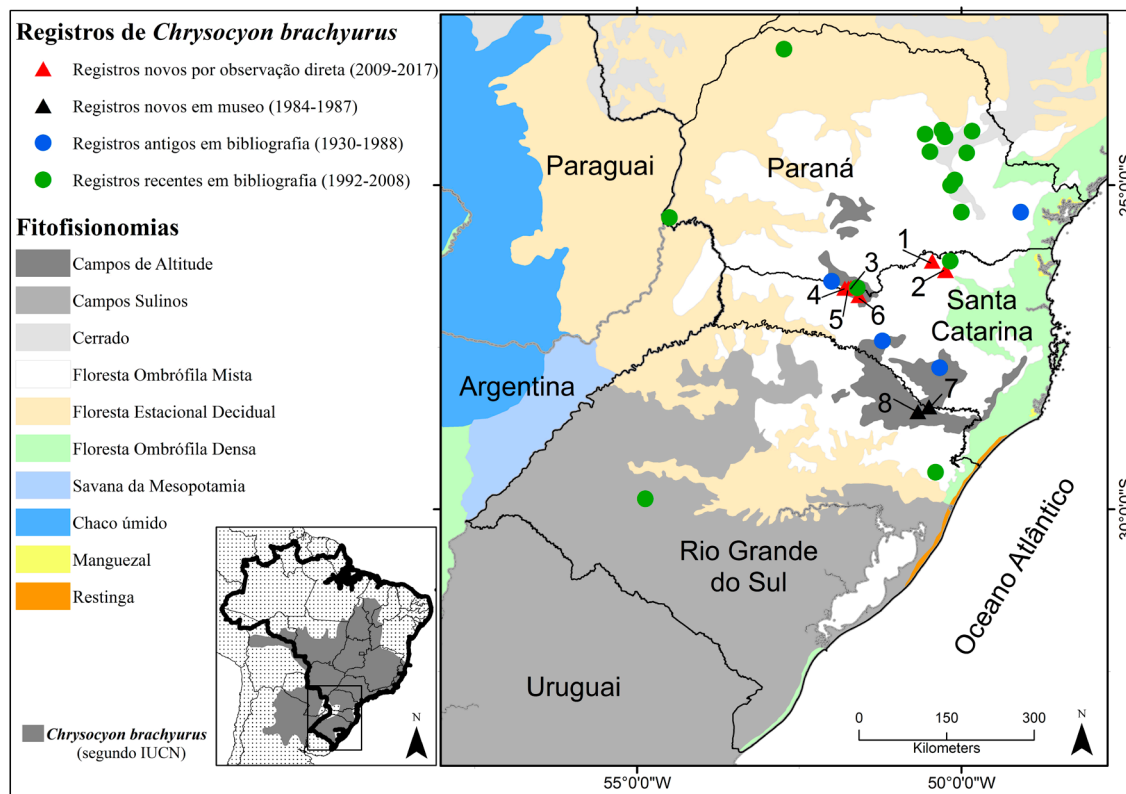 Registros de Chrysocyon brachyurus
Registros novos por observação direta (2009-2017)
Registros novos em museo (1984-1987)
Registros antigos em bibliografia (1930-1988)
Registros recentes em bibliografia (1992-2008)
Fitofisionomias
Campos de Altitude
Campos Sulinos
Cerrado
Floresta Ombrófila Mista
Floresta Estacional Decidual
Floresta Ombrófila Densa
Savana da Mesopotamia
Chaco úmido
Manguezal
Restinga
Chrysocyon brachyurus
(segundo IUCN)
N
Paraguai
Paraná
Argentina
Santa
Catarina
Rio Grande
do Sul
Uruguai
Oceano Atlântico
1
2
3
4
5
6
7
8
0 150 300
Kilometers
N
25°0'0"S
30°0'0"S
55°0'0"W
50°0'0"W